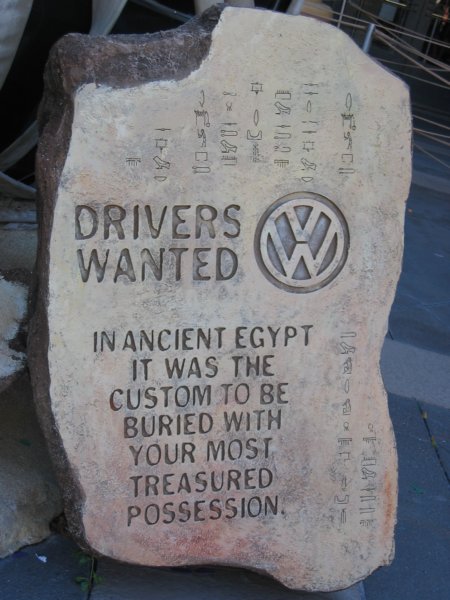 DRIVERS
WANTED
IN ANCIENT EGYPT
IT WAS THE
CUSTOM TO BE
BURIED WITH
YOUR MOST
TREASURED
POSSESSION.